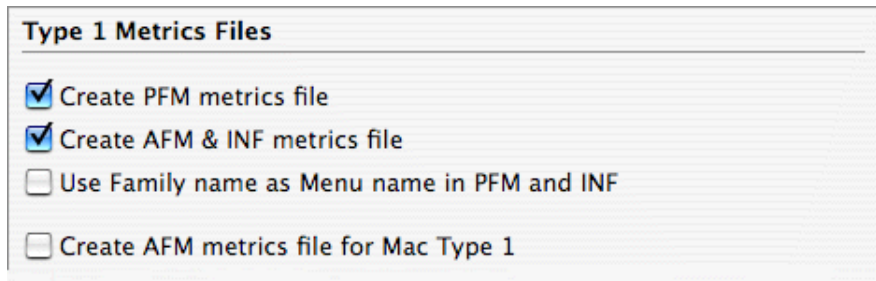 Type 1 Metrics Files
Create PFM metrics file
Create AFM & INF metrics file
Use Family name as Menu name in PFM and INF
Create AFM metrics file for Mac Type 1